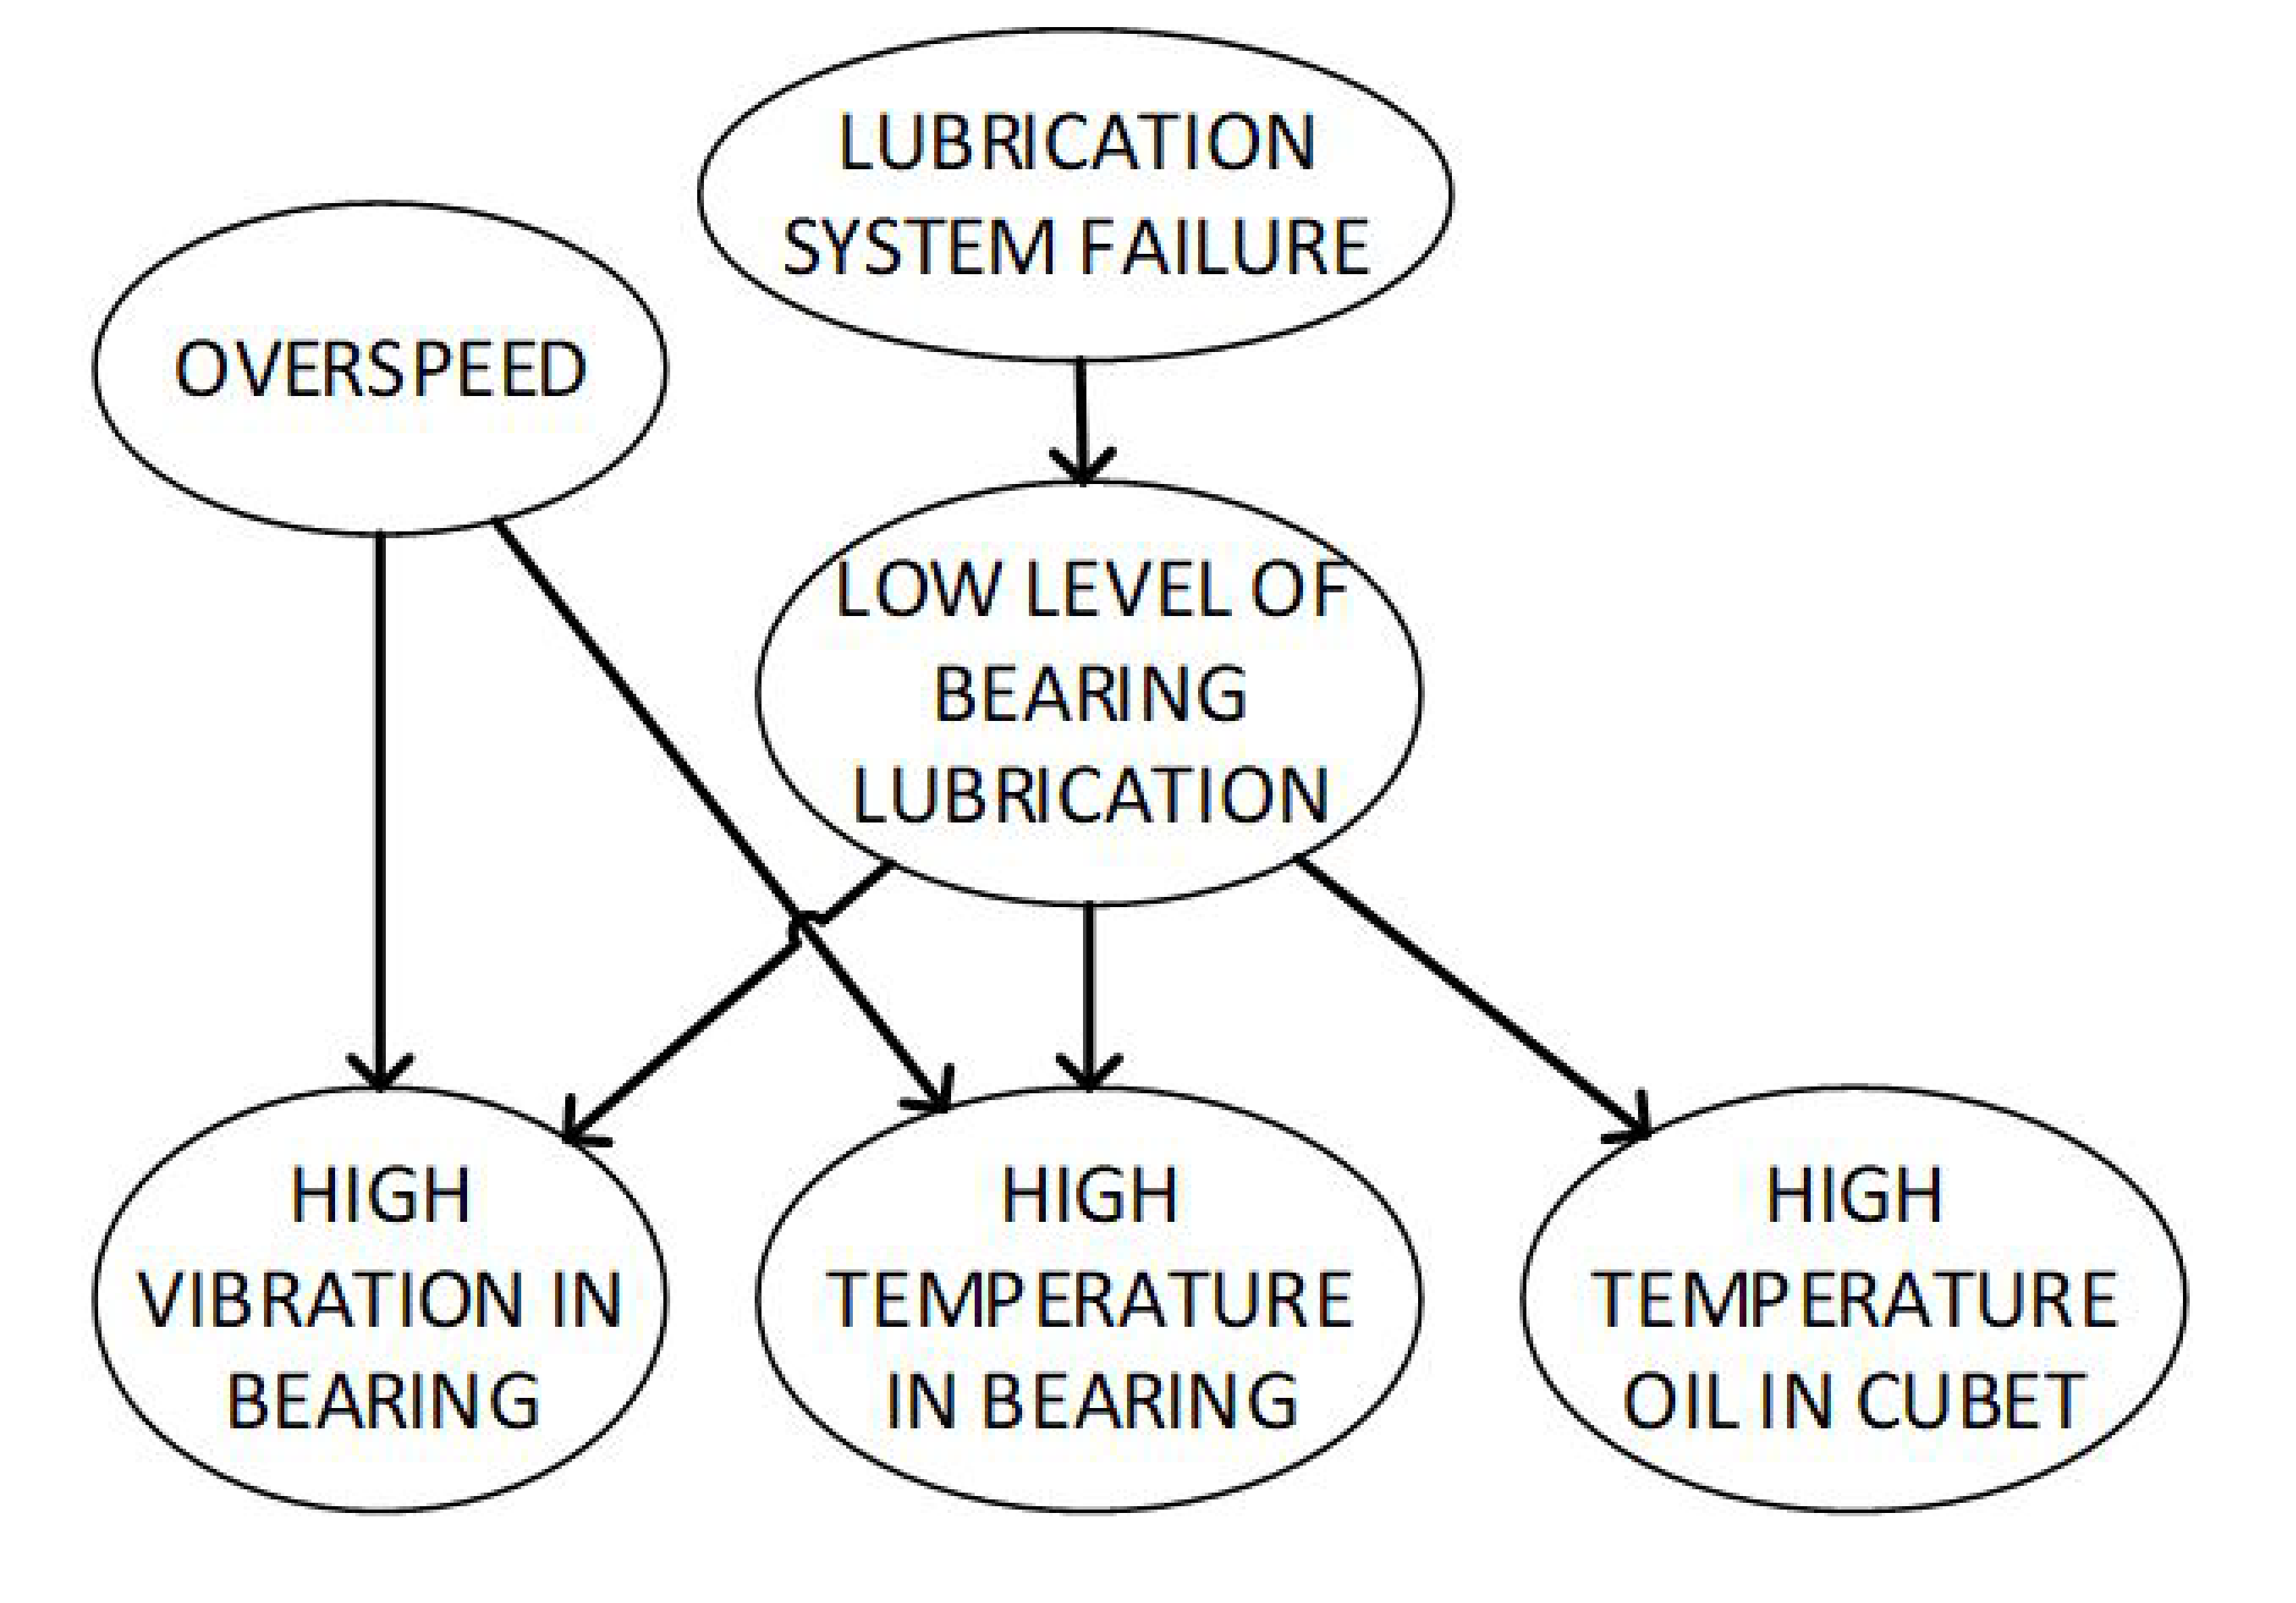 LUBRICATION
SYSTEM FAILURE
OVERSPEED
LOW LEVEL OF
BEARING
LUBRICATION
HIGH
VIBRATION IN
BEARING
HIGH
TEMPERATURE
IN BEARING
HIGH
TEMPERATURE
OIL IN CUBET